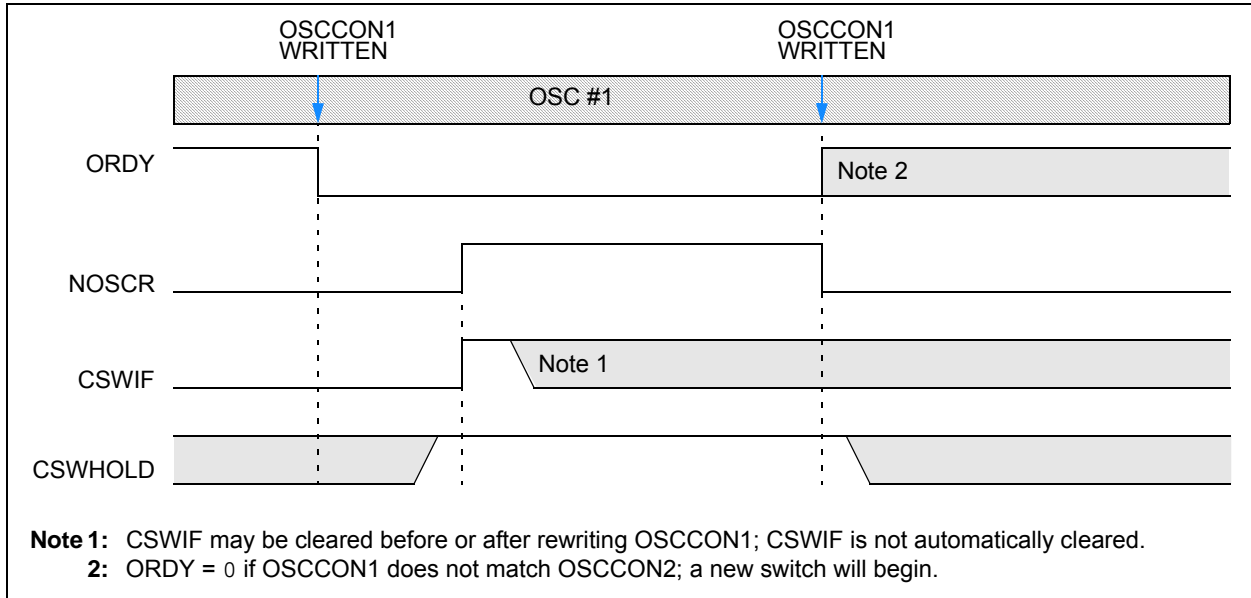 OSCCON1 OSCCON1
WRITTEN WRITTEN
OSC #1
ORDY Note 2
NOSCR
CSWIF Note 1
CSWHOLD
Note 1: CSWIF may be cleared before or after rewriting OSCCON1; CSWIF is not automatically cleared.
2: ORDY = 0 if OSCCON1 does not match OSCCON2; a new switch will begin.